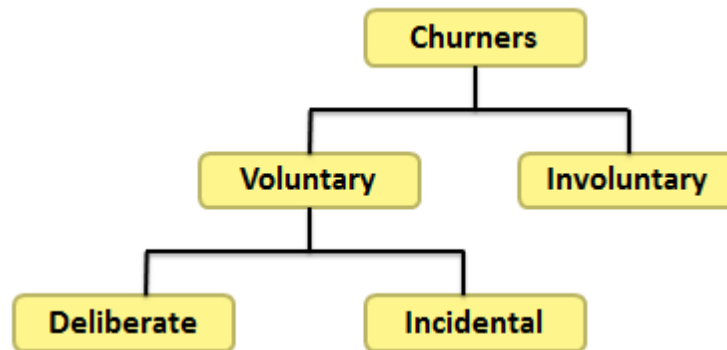 Churners
Voluntary
Involuntary
Deliberate
Incidental